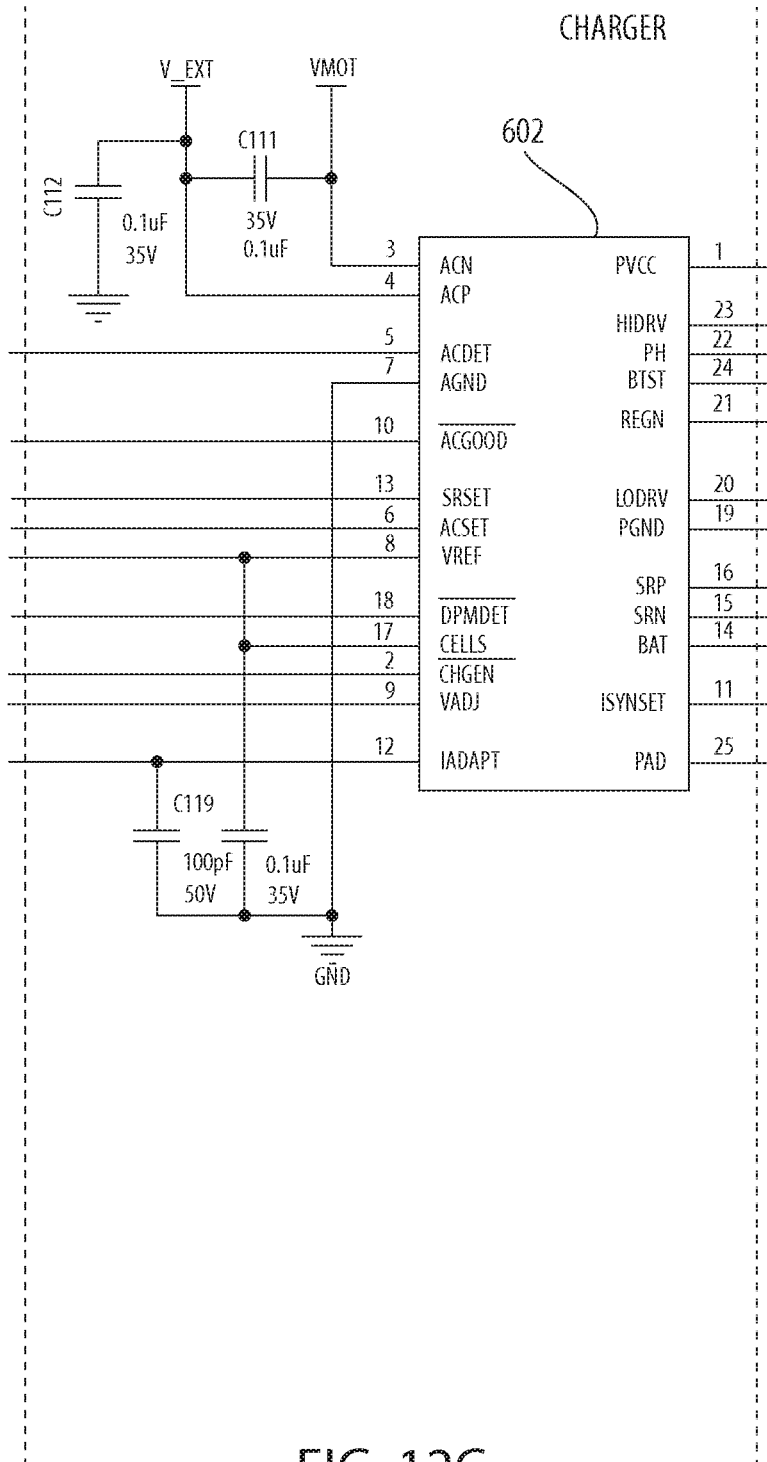 CHARGER
V_EXT
VMOT
602
C111
C112
0.1uF
35V
35V
0.1uF
3
ACN
PVCC
1
4
ACP
HIDRV
23
5
ACDET
PH
22
7
AGND
BTST
24
REGN
21
10
ACGOOD
13
SRSET
LODRV
20
6
ACSET
PGND
19
8
VREF
SRP
16
18
DPMDET
SRN
15
17
CELLS
BAT
14
2
CHGEN
9
VADJ
ISYNSET
11
12
IADAPT
PAD
25
C119
100pF
50V
0.1uF
35V
GND